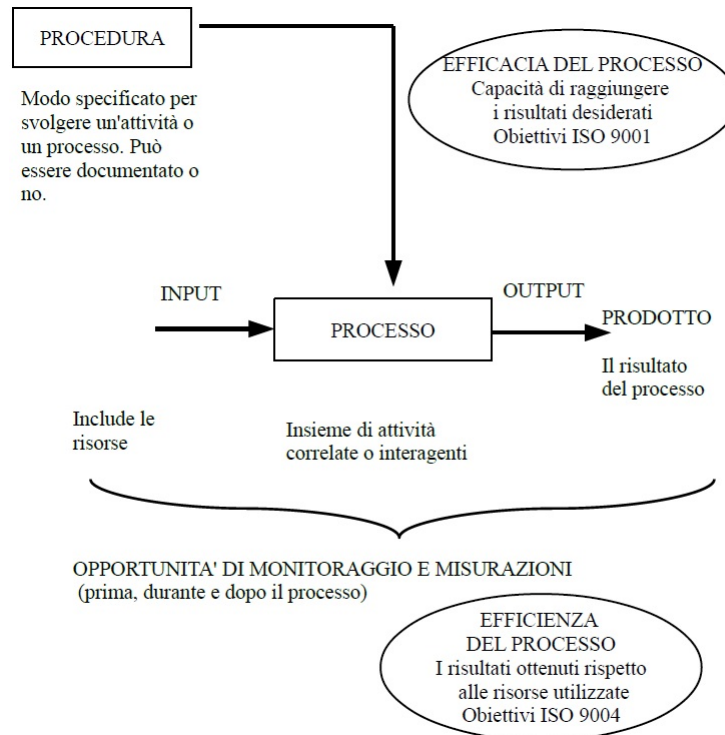 PROCEDURA
Modo specificato per
svolgere un'attività o
un processo. Può
essere documentato o
no.
EFFICACIA DEL PROCESSO
Capacità di raggiungere
i risultati desiderati
Obiettivi ISO 9001
INPUT
PROCESSO
OUTPUT
PRODOTTO
Il risultato
del processo
Include le
risorse
Insieme di attività
correlate o interagenti
OPPORTUNITA' DI MONITORAGGIO E MISURAZIONI
(prima, durante e dopo il processo)
EFFICIENZA
DEL PROCESSO
I risultati ottenuti rispetto
alle risorse utilizzate
Obiettivi ISO 9004